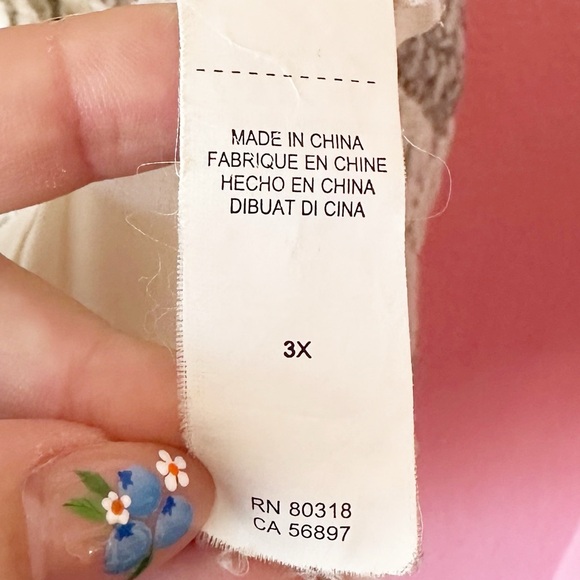 MADE IN CHINA
FABRIQUE EN CHINE
HECHO EN CHINA
DIBUAT DI CINA
3X
RN 80318
CA 56897